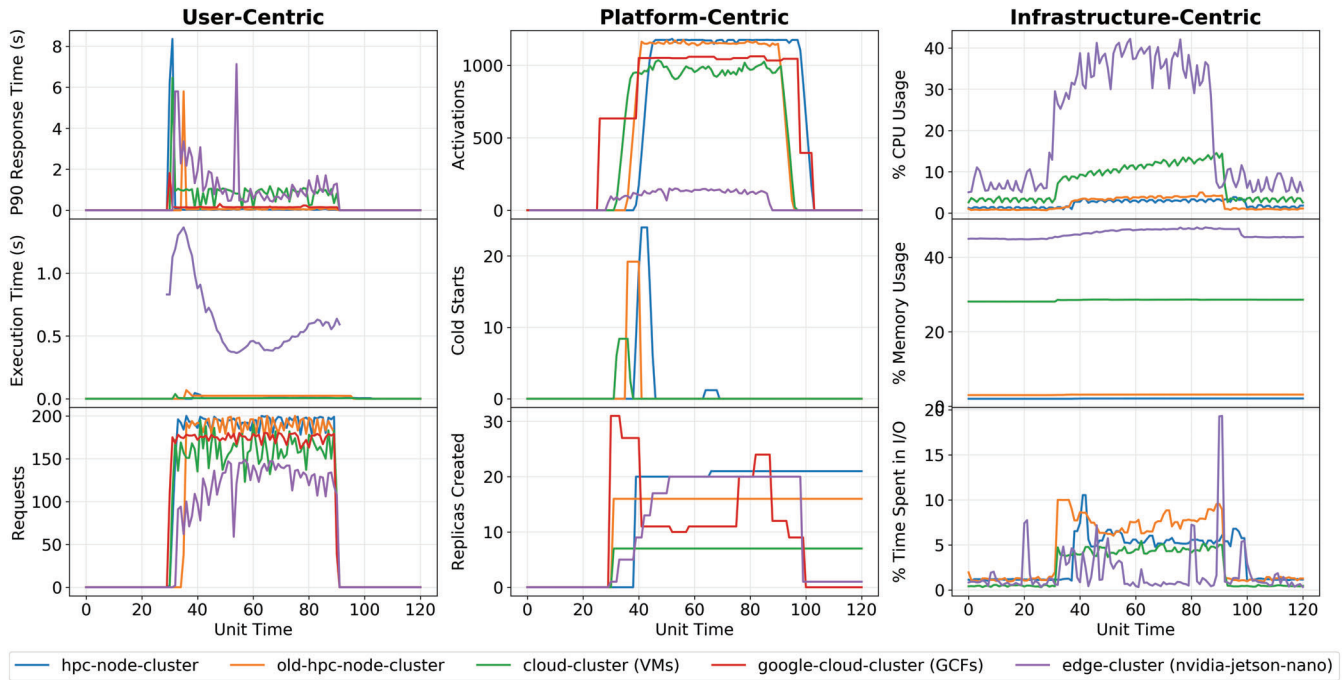 User-Centric
Platform-Centric
Infrastructure-Centric
P90 Response Time (s)
8
6
4
2
0
Execution Time (s)
1.0
0.5
0.0
Requests
200
150
100
50
0
0 20 40 60 80 100 120
Unit Time
Activations
1000
500
0
Cold Starts
20
10
0
Replicas Created
30
20
10
0
0 20 40 60 80 100 120
Unit Time
% CPU Usage
40
30
20
10
0
% Memory Usage
40
20
0
% Time Spent in I/O
20
15
10
5
0
0 20 40 60 80 100 120
Unit Time
hpc-node-cluster
old-hpc-node-cluster
cloud-cluster (VMs)
google-cloud-cluster (GCFs)
edge-cluster (nvidia-jetson-nano)